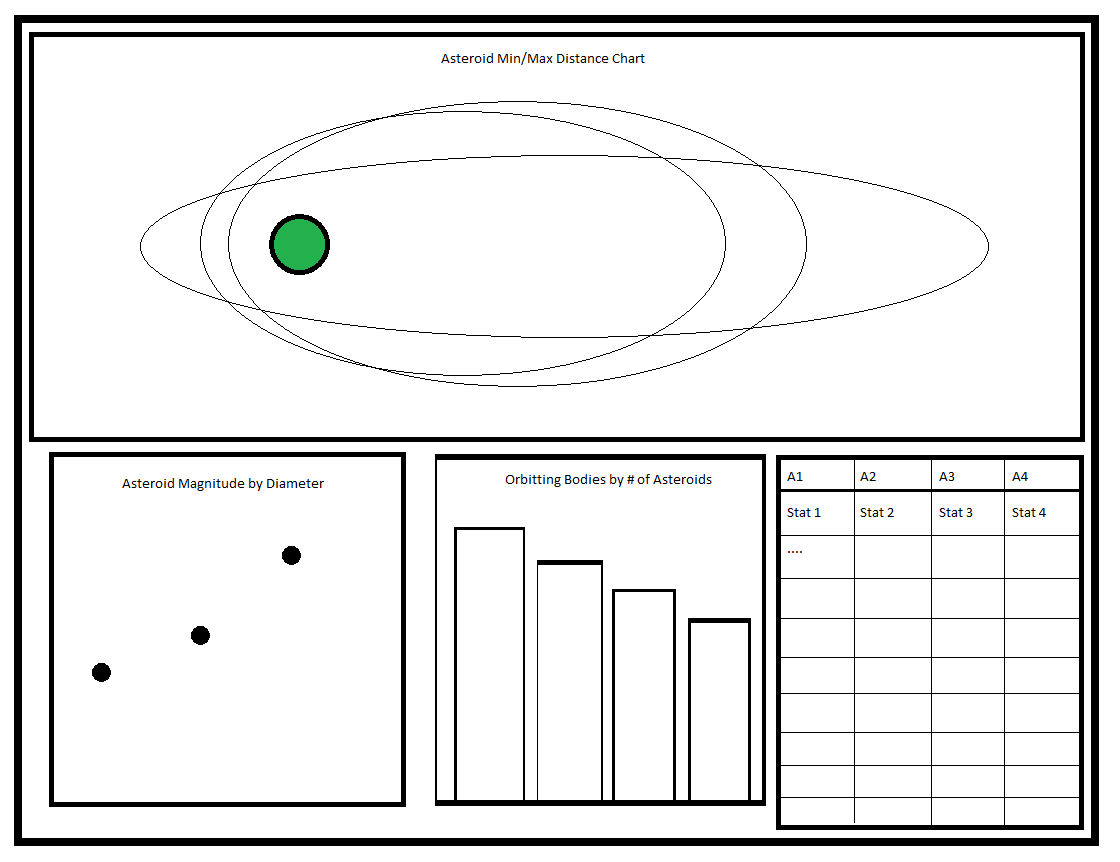 Asteroid Min/Max Distance Chart
Asteroid Magnitude by Diameter
Orbitting Bodies by # of Asteroids
A1 A2 A3 A4
Stat 1 Stat 2 Stat 3 Stat 4
....